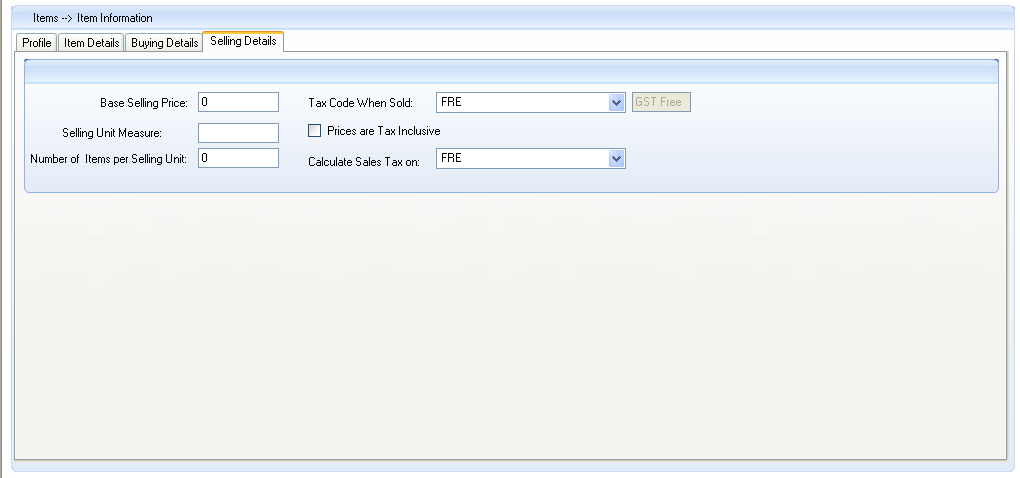 Items --> Item Information
Profile Item Details Buying Details Selling Details
Base Selling Price: 0 Tax Code When Sold: FRE GST Free
Selling Unit Measure: Prices are Tax Inclusive
Number of Items per Selling Unit: 0 Calculate Sales Tax on: FRE